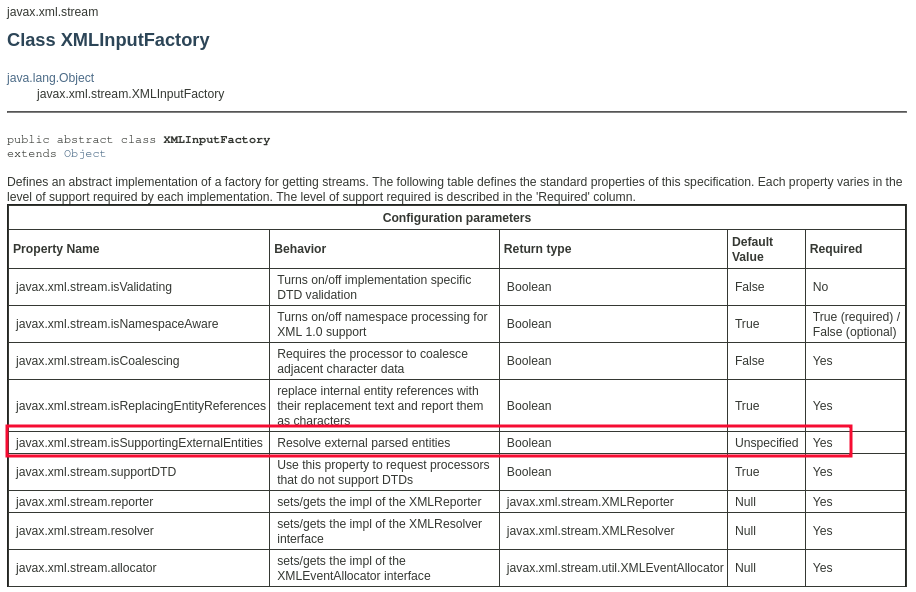 javax.xml.stream
Class XMLInputFactory
java.lang.Object
javax.xml.stream.XMLInputFactory
public abstract class XMLInputFactory
extends Object
Defines an abstract implementation of a factory for getting streams. The following table defines the standard properties of this specification. Each property varies in the
level of support required by each implementation. The level of support required is described in the 'Required' column.
Configuration parameters
Property Name Behavior Return type Default Value Required
javax.xml.stream.isValidating Turns on/off implementation specific DTD validation Boolean False No
javax.xml.stream.isNamespaceAware Turns on/off namespace processing for XML 1.0 support Boolean True True (required) / False (optional)
javax.xml.stream.isCoalescing Requires the processor to coalesce adjacent character data Boolean False Yes
javax.xml.stream.isReplacingEntityReferences replace internal entity references with their replacement text and report them as characters Boolean True Yes
javax.xml.stream.isSupportingExternalEntities Resolve external parsed entities Boolean Unspecified Yes
javax.xml.stream.supportDTD Use this property to request processors that do not support DTDs Boolean True Yes
javax.xml.stream.reporter sets/gets the impl of the XMLReporter javax.xml.stream.XMLReporter Null Yes
javax.xml.stream.resolver sets/gets the impl of the XMLResolver interface javax.xml.stream.XMLResolver Null Yes
javax.xml.stream.allocator sets/gets the impl of the XMLEventAllocator interface javax.xml.stream.util.XMLEventAllocator Null Yes